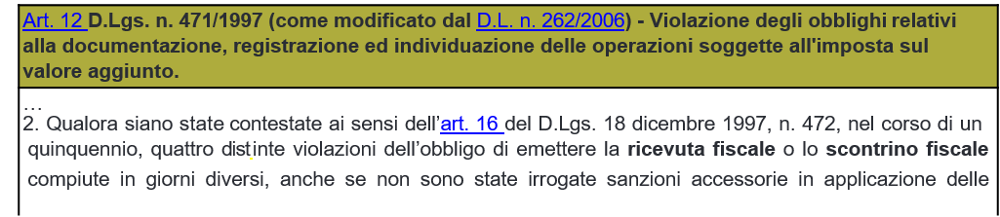 Art. 12 D.Lgs. n. 471/1997 (come modificato dal D.L. n. 262/2006) - Violazione degli obblighi relativi
alla documentazione, registrazione ed individuazione delle operazioni soggette all'imposta sul
valore aggiunto.
…
2. Qualora siano state contestate ai sensi dell’art. 16 del D.Lgs. 18 dicembre 1997, n. 472, nel corso di un
quinquennio, quattro distinte violazioni dell’obbligo di emettere la ricevuta fiscale o lo scontrino fiscale
compiute in giorni diversi, anche se non sono state irrogate sanzioni accessorie in applicazione delle